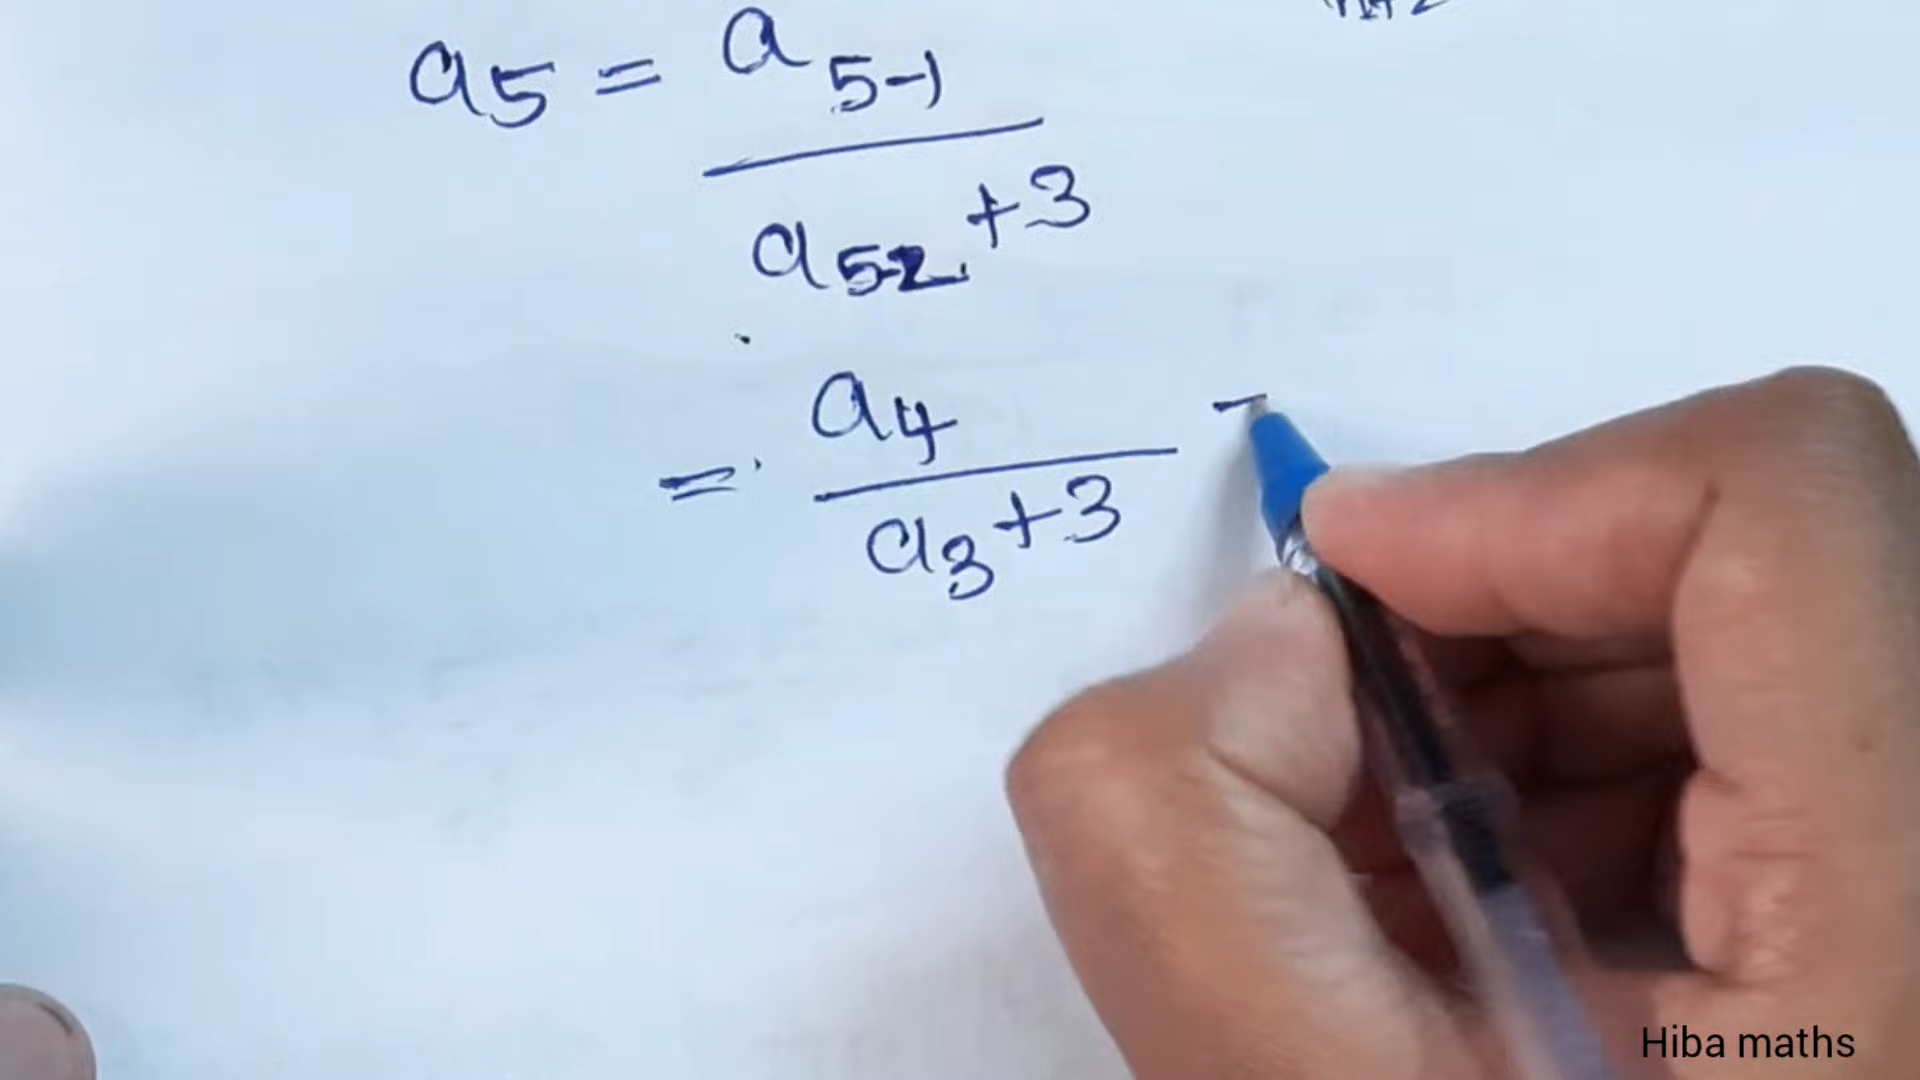 a5 = a5-1
a5-2 +3
= a4
a3 +3
Hiba maths